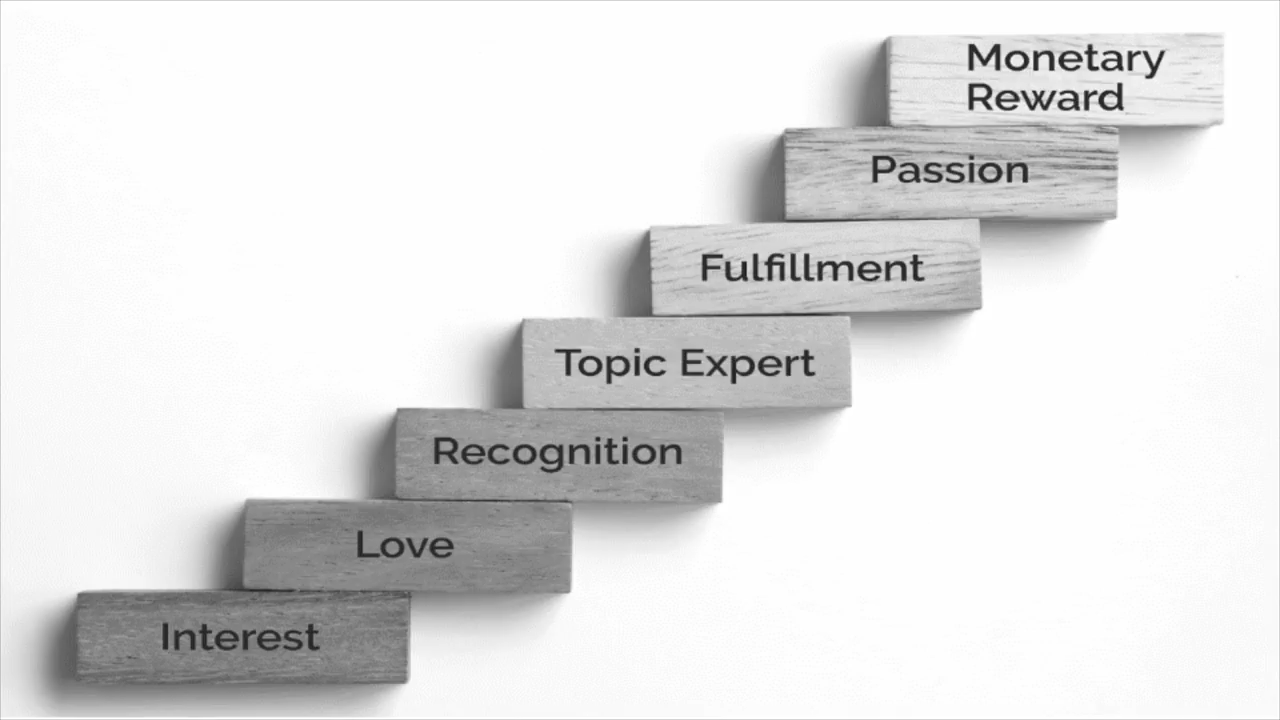 Monetary
Reward
Passion
Fulfillment
Topic Expert
Recognition
Love
Interest